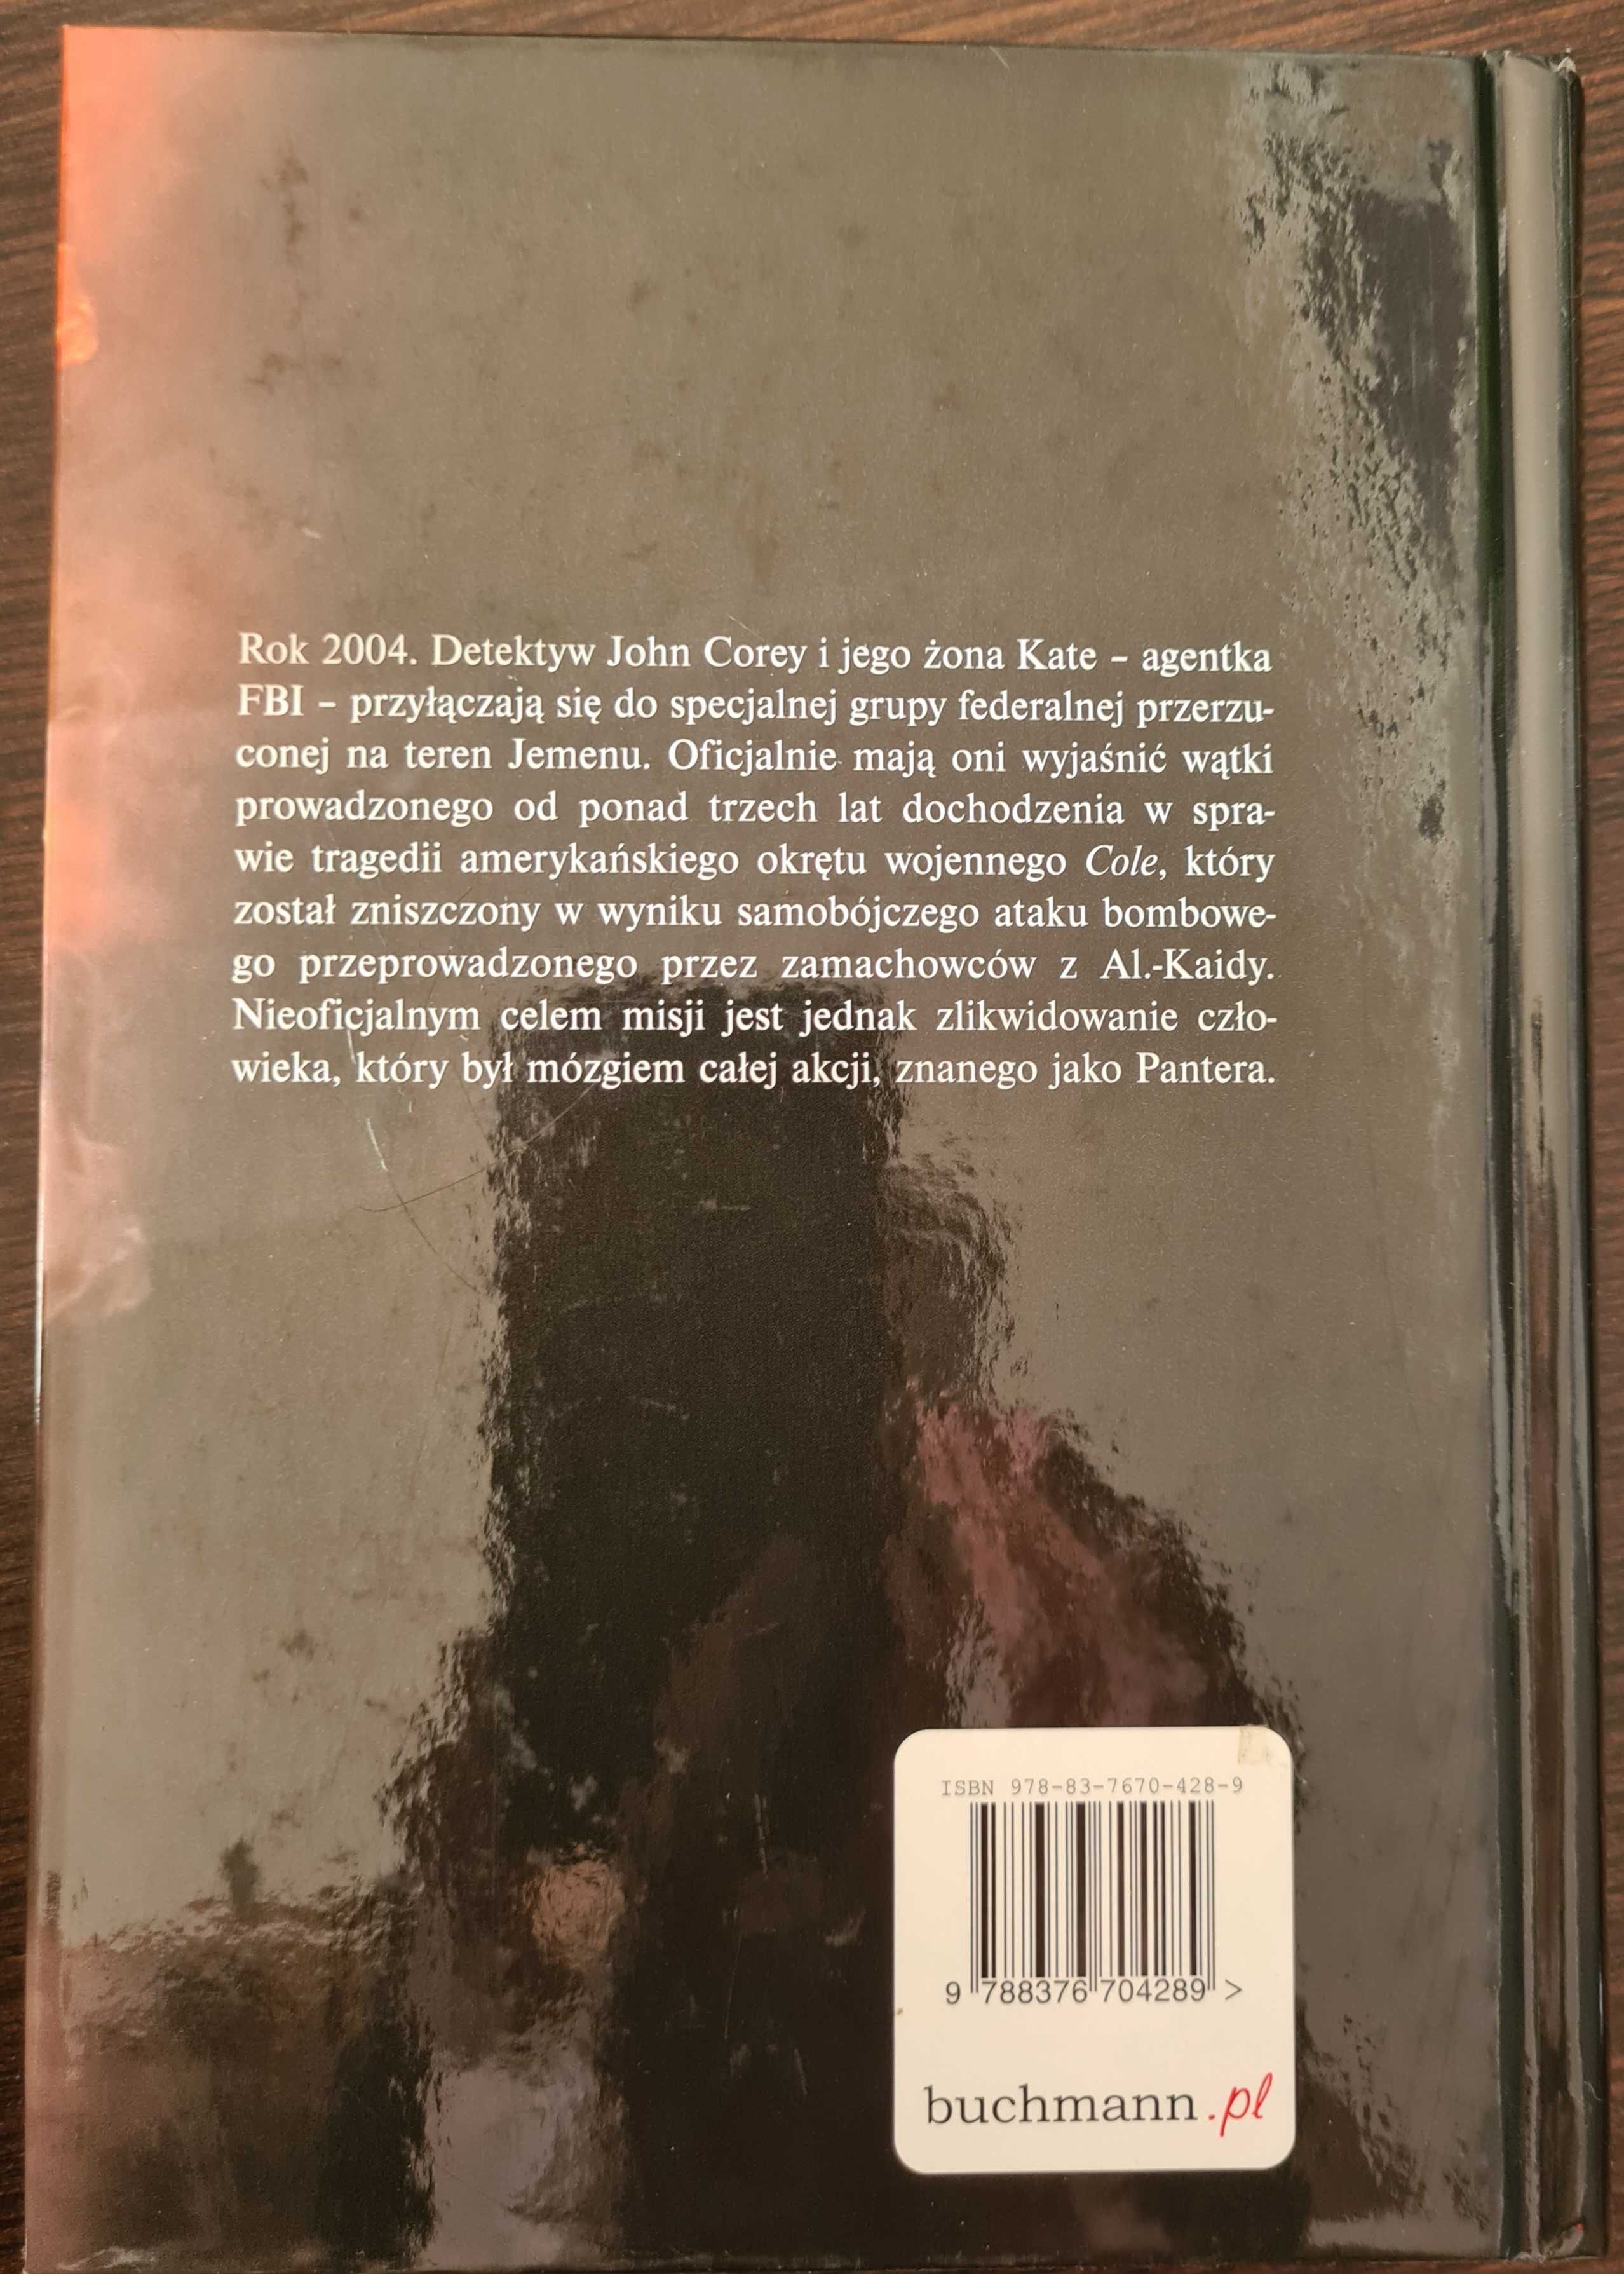 Rok 2004. Detektyw John Corey i jego żona Kate – agentka
FBI – przyłączają się do specjalnej grupy federalnej przerzu-
conej na teren Jemenu. Oficjalnie mają oni wyjaśnić wątki
prowadzonego od ponad trzech lat dochodzenia w spra-
wie tragedii amerykańskiego okrętu wojennego Cole, który
został zniszczony w wyniku samobójczego ataku bombowe-
go przeprowadzonego przez zamachowców z Al.-Kaidy.
Nieoficjalnym celem misji jest jednak zlikwidowanie czło-
wieka, który był mózgiem całej akcji, znanego jako Pantera.
ISBN 978-83-7670-428-9
9 788376 704289 >
buchmann.pl